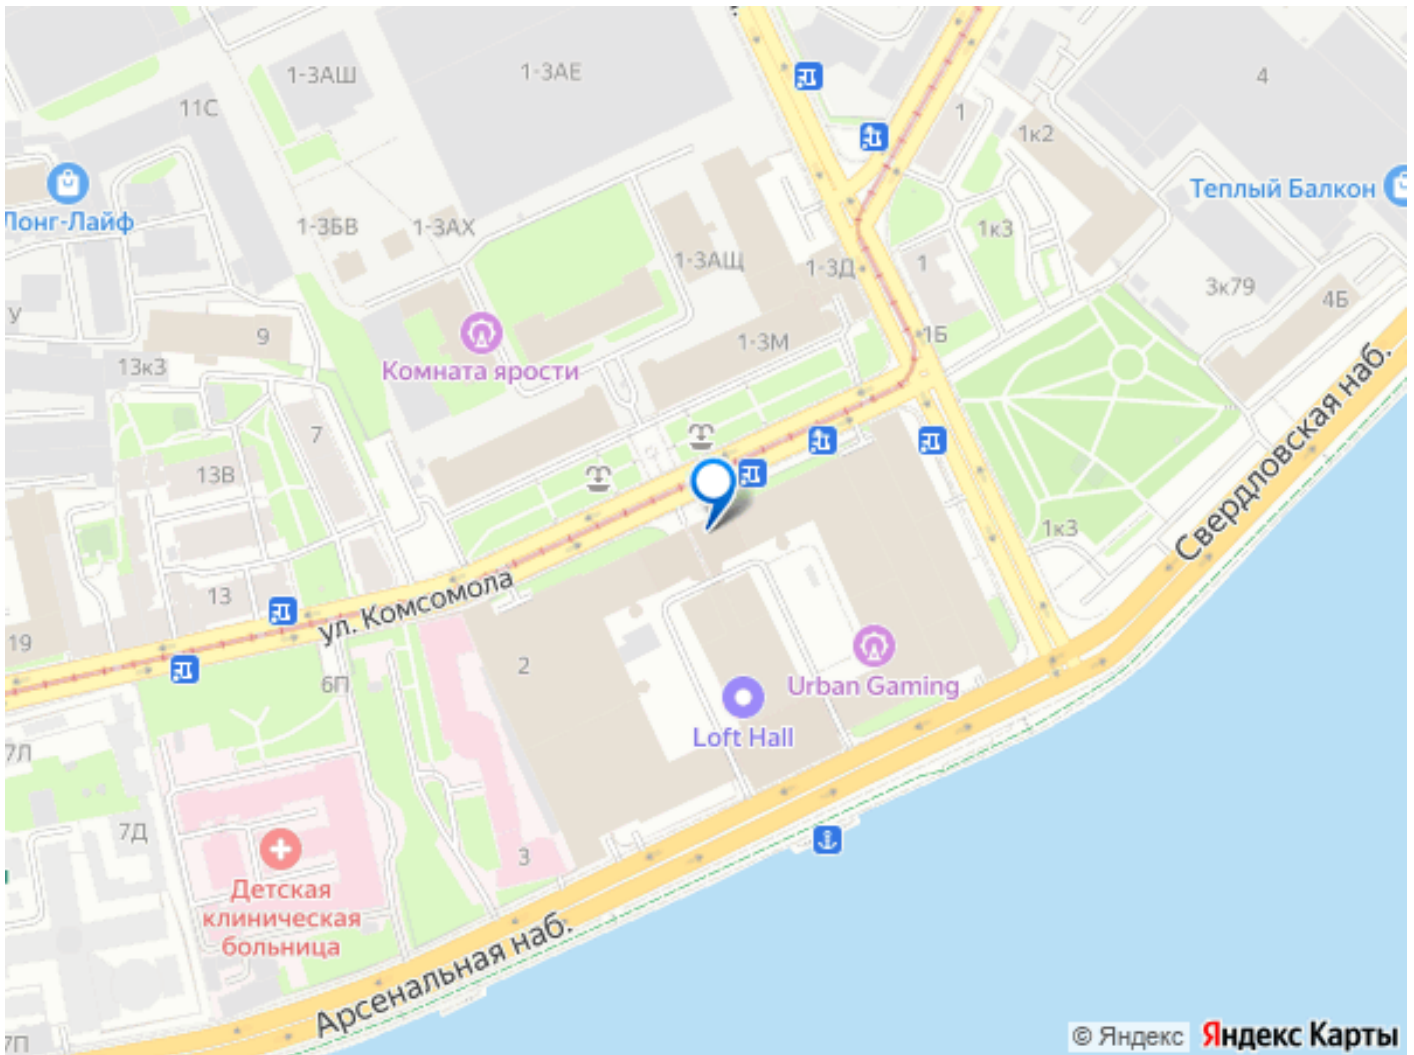 1-3АШ
1-3АЕ
4
11С
1
1к2
Лонг-Лайф
Теплый Балкон
1-3БВ
1-3АХ
1к3
1-3АЩ
1-3Д
1
3к79
4Б
У
9
1-3М
1Б
13к3
Комната ярости
Свердловская наб.
7
13В
1к3
13
ул. Комсомола
19
2
6П
Urban Gaming
Loft Hall
7Л
7Д
3
Детская
клиническая
больница
Арсенальная наб.
7П
© Яндекс Яндекс Карты